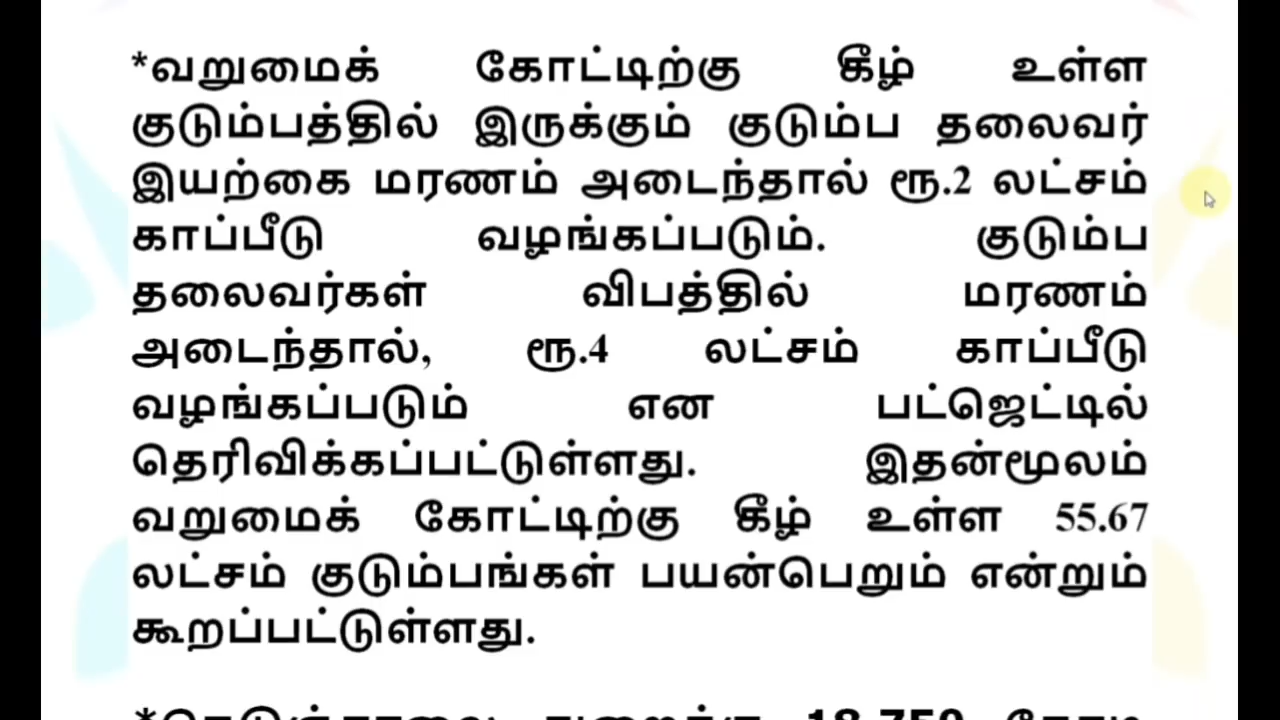 *வறுமைக் கோட்டிற்கு கீழ் உள்ள
குடும்பத்தில் இருக்கும் குடும்ப தலைவர்
இயற்கை மரணம் அடைந்தால் ரூ.2 லட்சம்
காப்பீடு வழங்கப்படும். குடும்ப
தலைவர்கள் விபத்தில் மரணம்
அடைந்தால், ரூ.4 லட்சம் காப்பீடு
வழங்கப்படும் என பட்ஜெட்டில்
தெரிவிக்கப்பட்டுள்ளது. இதன்மூலம்
வறுமைக் கோட்டிற்கு கீழ் உள்ள 55.67
லட்சம் குடும்பங்கள் பயன்பெறும் என்றும்
கூறப்பட்டுள்ளது.